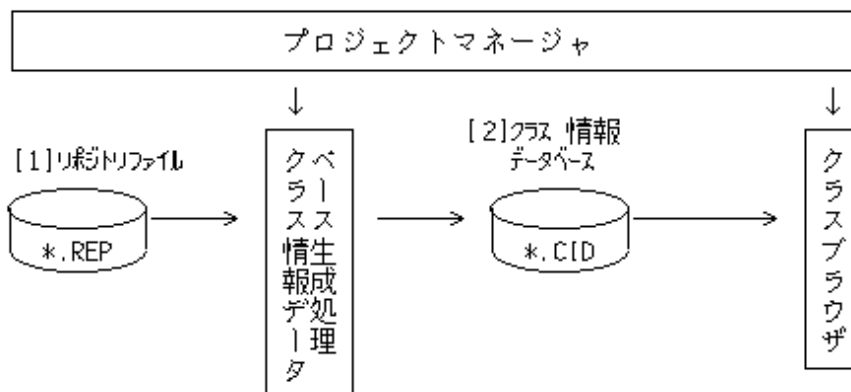 プロジェクトマネージャ
[1]リポジトリファイル
*.REP
クラス情報データ
ベース生成処理
[2]クラス 情報
データベース
*.CID
クラスブラウザ